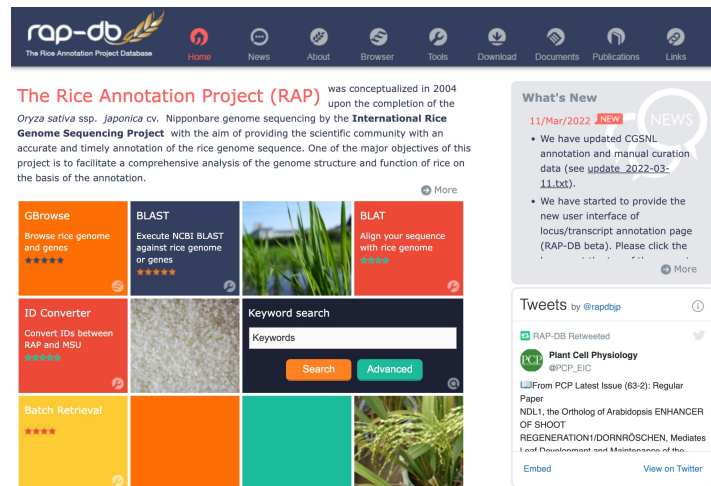 rap-db
The Rice Annotation Project Database
Home
News
About
Browser
Tools
Download
Documents
Publications
Links
The Rice Annotation Project (RAP) was conceptualized in 2004
upon the completion of the
Oryza sativa ssp. japonica cv. Nipponbare genome sequencing by the International Rice
Genome Sequencing Project with the aim of providing the scientific community with an
accurate and timely annotation of the rice genome sequence. One of the major objectives of this
project is to facilitate a comprehensive analysis of the genome structure and function of rice on
the basis of the annotation.
More
GBrowse
Browse rice genome
and genes
★★★★★
BLAST
Execute NCBI BLAST
against rice genome
or genes
★★★★★
BLAT
Align your sequence
with rice genome
★★★★
ID Converter
Convert IDs between
RAP and MSU
★★★★★
Keyword search
Keywords
Search
Advanced
Batch Retrieval
★★★★
What's New
NEWS
11/Mar/2022 NEW
• We have updated CGSNL
annotation and manual curation
data (see update_2022-03-
11.txt).
• We have started to provide the
new user interface of
locus/transcript annotation page
(RAP-DB beta). Please click the
More
Tweets by @rapdbjp
RAP-DB Retweeted
PCP
Plant Cell Physiology
@PCP_EIC
📖From PCP Latest Issue (63-2): Regular
Paper
NDL1, the Ortholog of Arabidopsis ENHANCER
OF SHOOT
REGENERATION1/DORNRÖSCHEN, Mediates
Leaf Development and Maintenance of the
Embed
View on Twitter